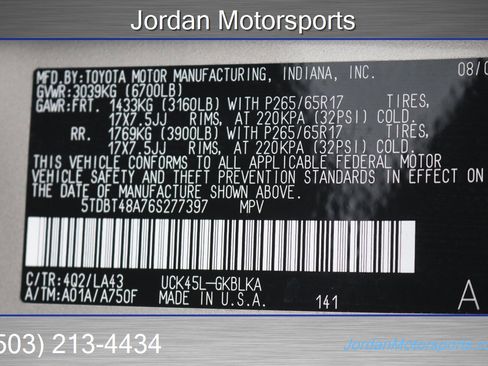 Jordan Motorsports
MFD.BY:TOYOTA MOTOR MANUFACTURING, INDIANA, INC. 08/0
GVWR:3039KG (6700LB)
GAWR:FRT. 1433KG (3160LB) WITH P265/65R17 TIRES,
17X7.5JJ RIMS, AT 220KPA (32PSI) COLD.
RR. 1769KG (3900LB) WITH P265/65R17 TIRES,
17X7.5JJ RIMS, AT 220KPA (32PSI) COLD.
THIS VEHICLE CONFORMS TO ALL APPLICABLE FEDERAL MOTOR
VEHICLE SAFETY AND THEFT PREVENTION STANDARDS IN EFFECT ON
THE DATE OF MANUFACTURE SHOWN ABOVE.
5TDBT48A76S277397 MPV
C/TR:4Q2/LA43 UCK45L-GKBLKA
A/TM:A01A/A750F MADE IN U.S.A. 141 A
503) 213-4434 JordanMotorsports.c